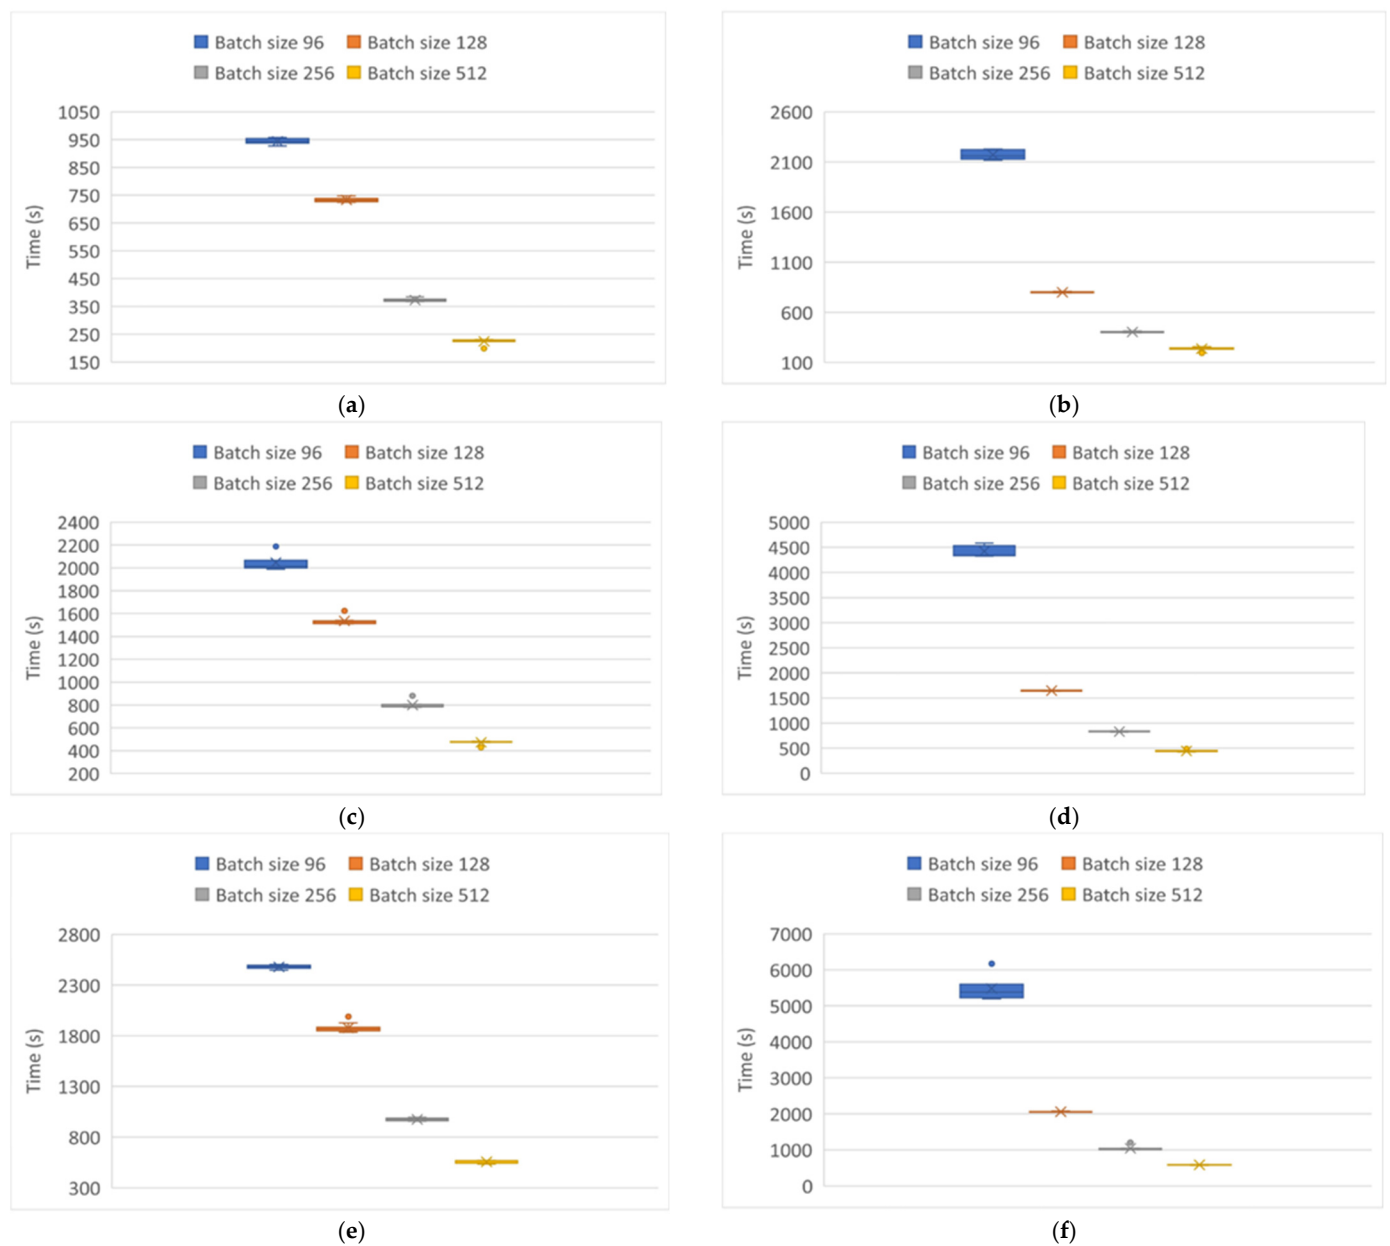 Batch size 96 Batch size 128
Batch size 256 Batch size 512
1050
950
850
750
650
550
450
350
250
150
Time (s)
(a)
Batch size 96 Batch size 128
Batch size 256 Batch size 512
2600
2100
1600
1100
600
100
Time (s)
(b)
Batch size 96 Batch size 128
Batch size 256 Batch size 512
2400
2200
2000
1800
1600
1400
1200
1000
800
600
400
200
Time (s)
(c)
Batch size 96 Batch size 128
Batch size 256 Batch size 512
5000
4500
4000
3500
3000
2500
2000
1500
1000
500
0
Time (s)
(d)
Batch size 96 Batch size 128
Batch size 256 Batch size 512
2800
2300
1800
1300
800
300
Time (s)
(e)
Batch size 96 Batch size 128
Batch size 256 Batch size 512
7000
6000
5000
4000
3000
2000
1000
0
Time (s)
(f)